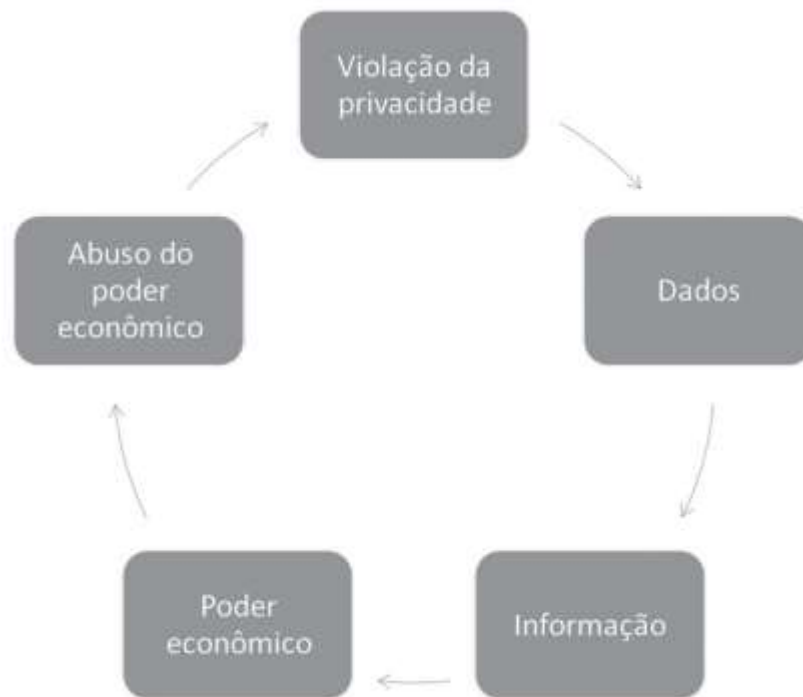 Violação da
privacidade
Dados
Informação
Poder
econômico
Abuso do
poder
econômico